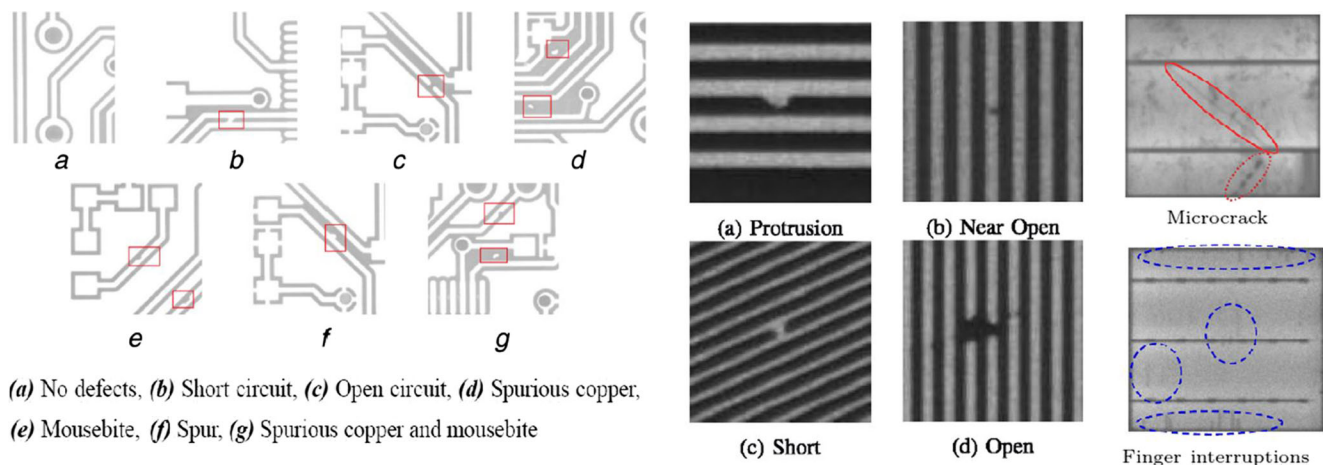 a
b
c
d
e
f
g
(a) No defects, (b) Short circuit, (c) Open circuit, (d) Spurious copper,
(e) Mousebite, (f) Spur, (g) Spurious copper and mousebite
(a) Protrusion
(b) Near Open
(c) Short
(d) Open
Microcrack
Finger interruptions